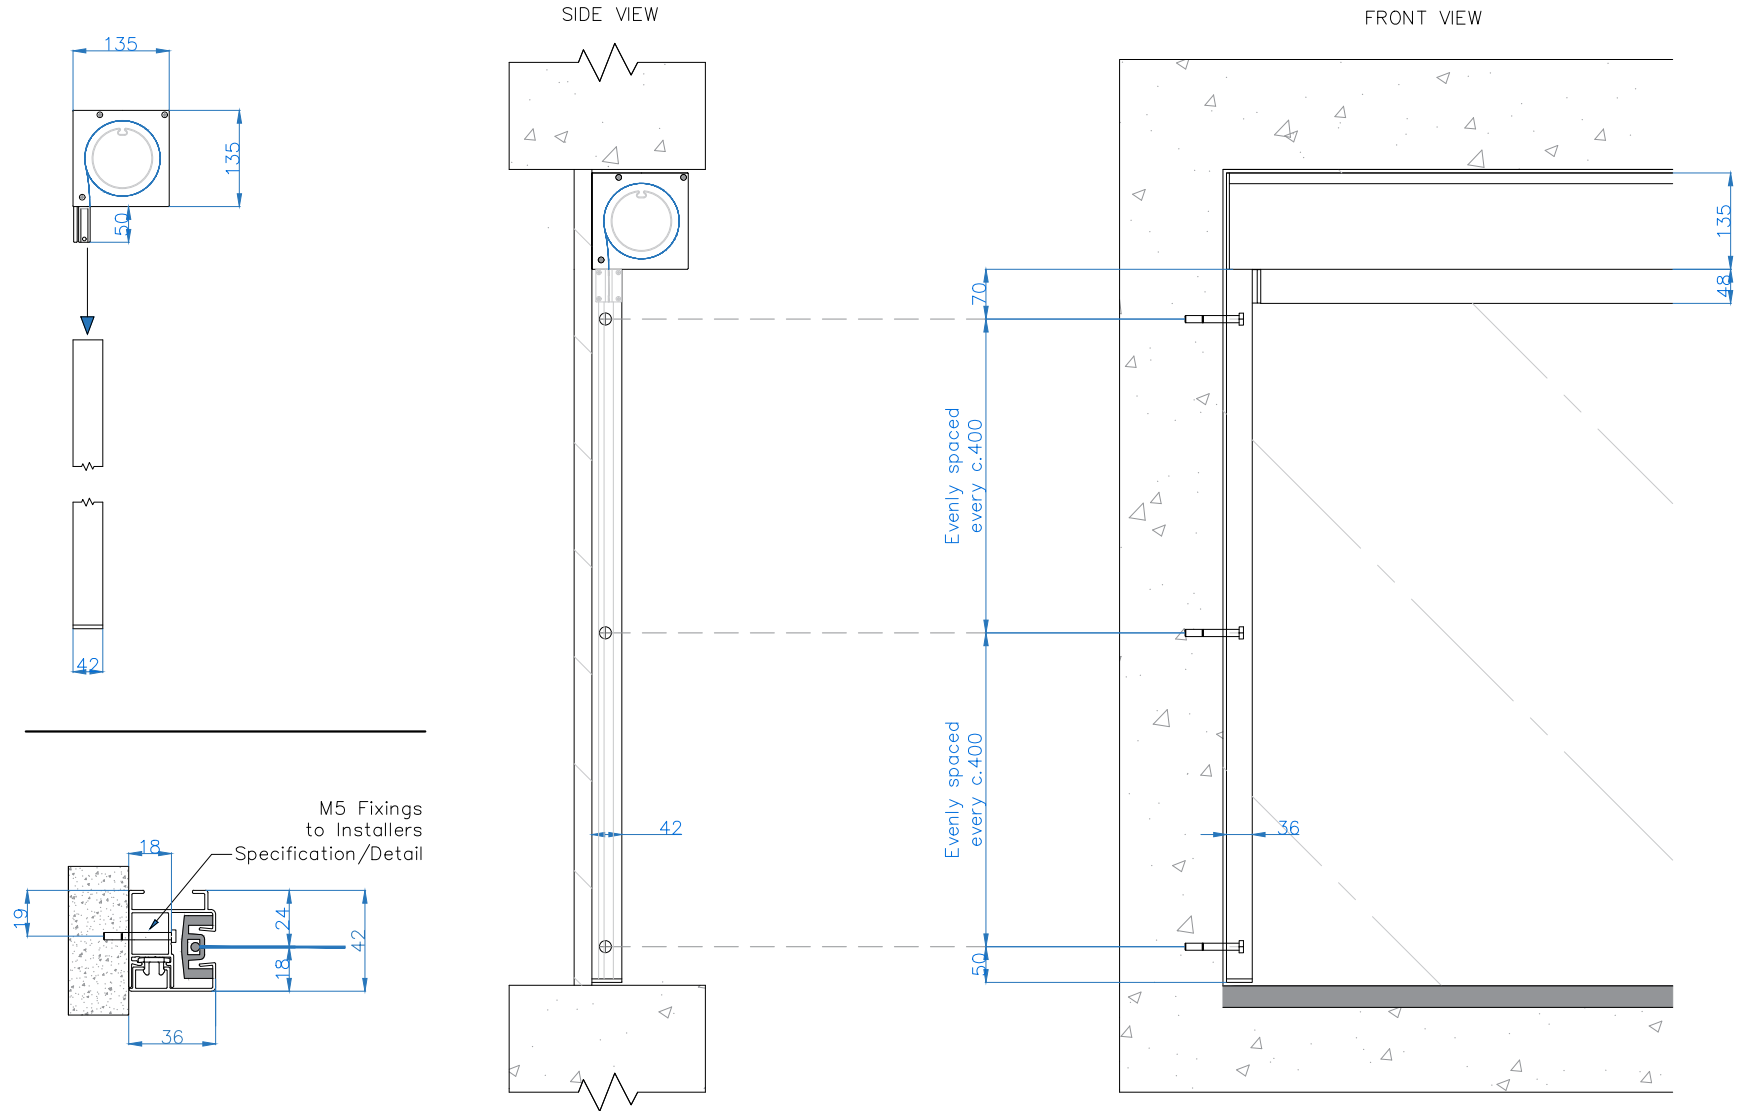 SIDE VIEW
FRONT VIEW
135
135
50
42
70
Evenly spaced
every c.400
Evenly spaced
every c.400
50
42
135
48
36
M5 Fixings
to Installers
Specification/Detail
18
19
24
42
18
36